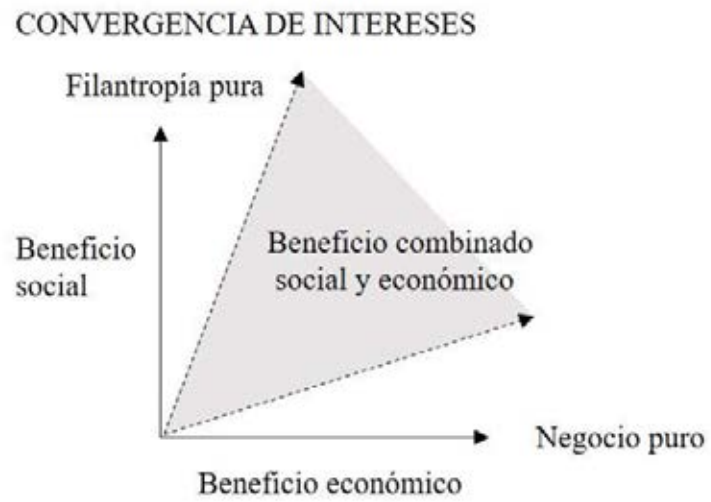 CONVERGENCIA DE INTERESES
Filantropía pura
Beneficio
social
Beneficio combinado
social y económico
Negocio puro
Beneficio económico